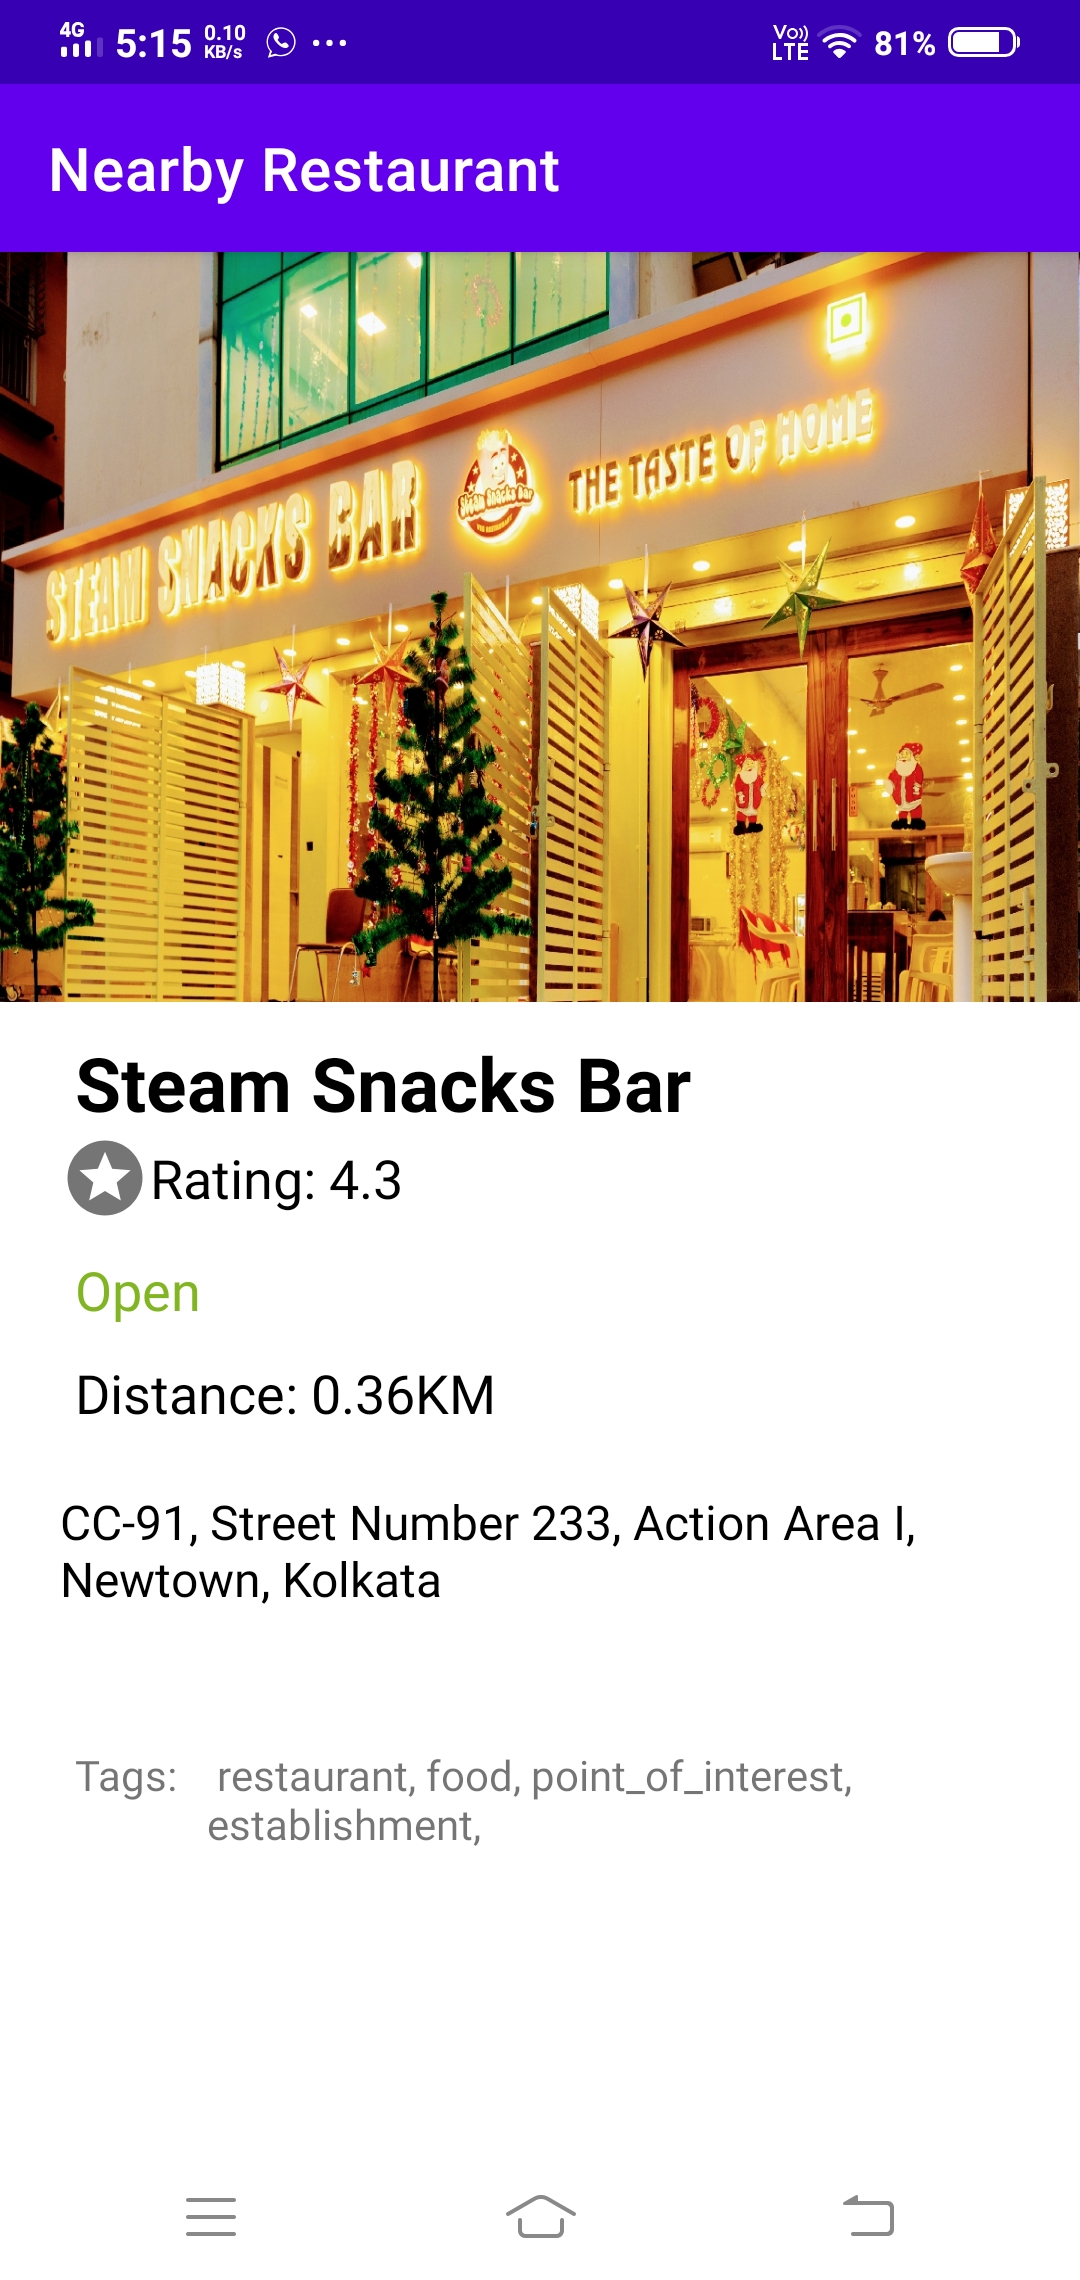 4G 5:15 0.10 KB/s Vo)) LTE 81%
Nearby Restaurant
STEAM SNACKS BAR Steam Snacks Bar THE TASTE OF HOME
Steam Snacks Bar
Rating: 4.3
Open
Distance: 0.36KM
CC-91, Street Number 233, Action Area I,
Newtown, Kolkata
Tags: restaurant, food, point_of_interest,
establishment,